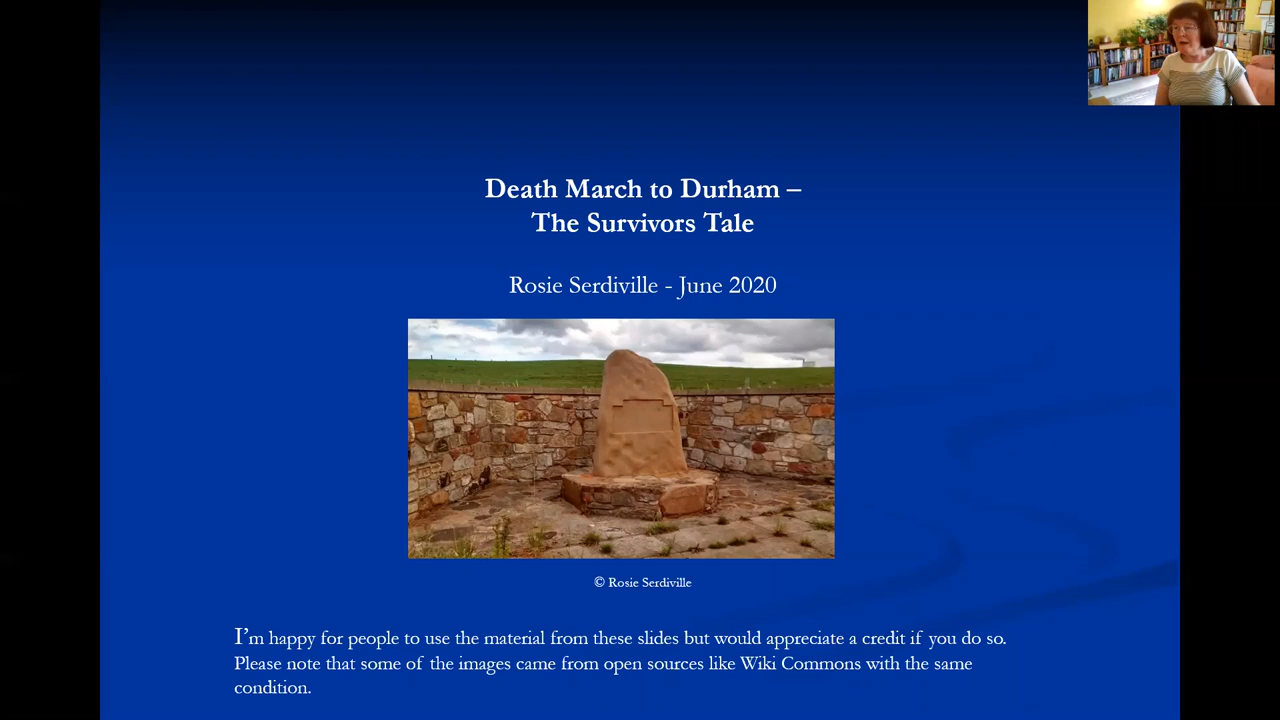 Death March to Durham –
The Survivors Tale
Rosie Serdiville - June 2020
© Rosie Serdiville
I'm happy for people to use the material from these slides but would appreciate a credit if you do so.
Please note that some of the images came from open sources like Wiki Commons with the same
condition.